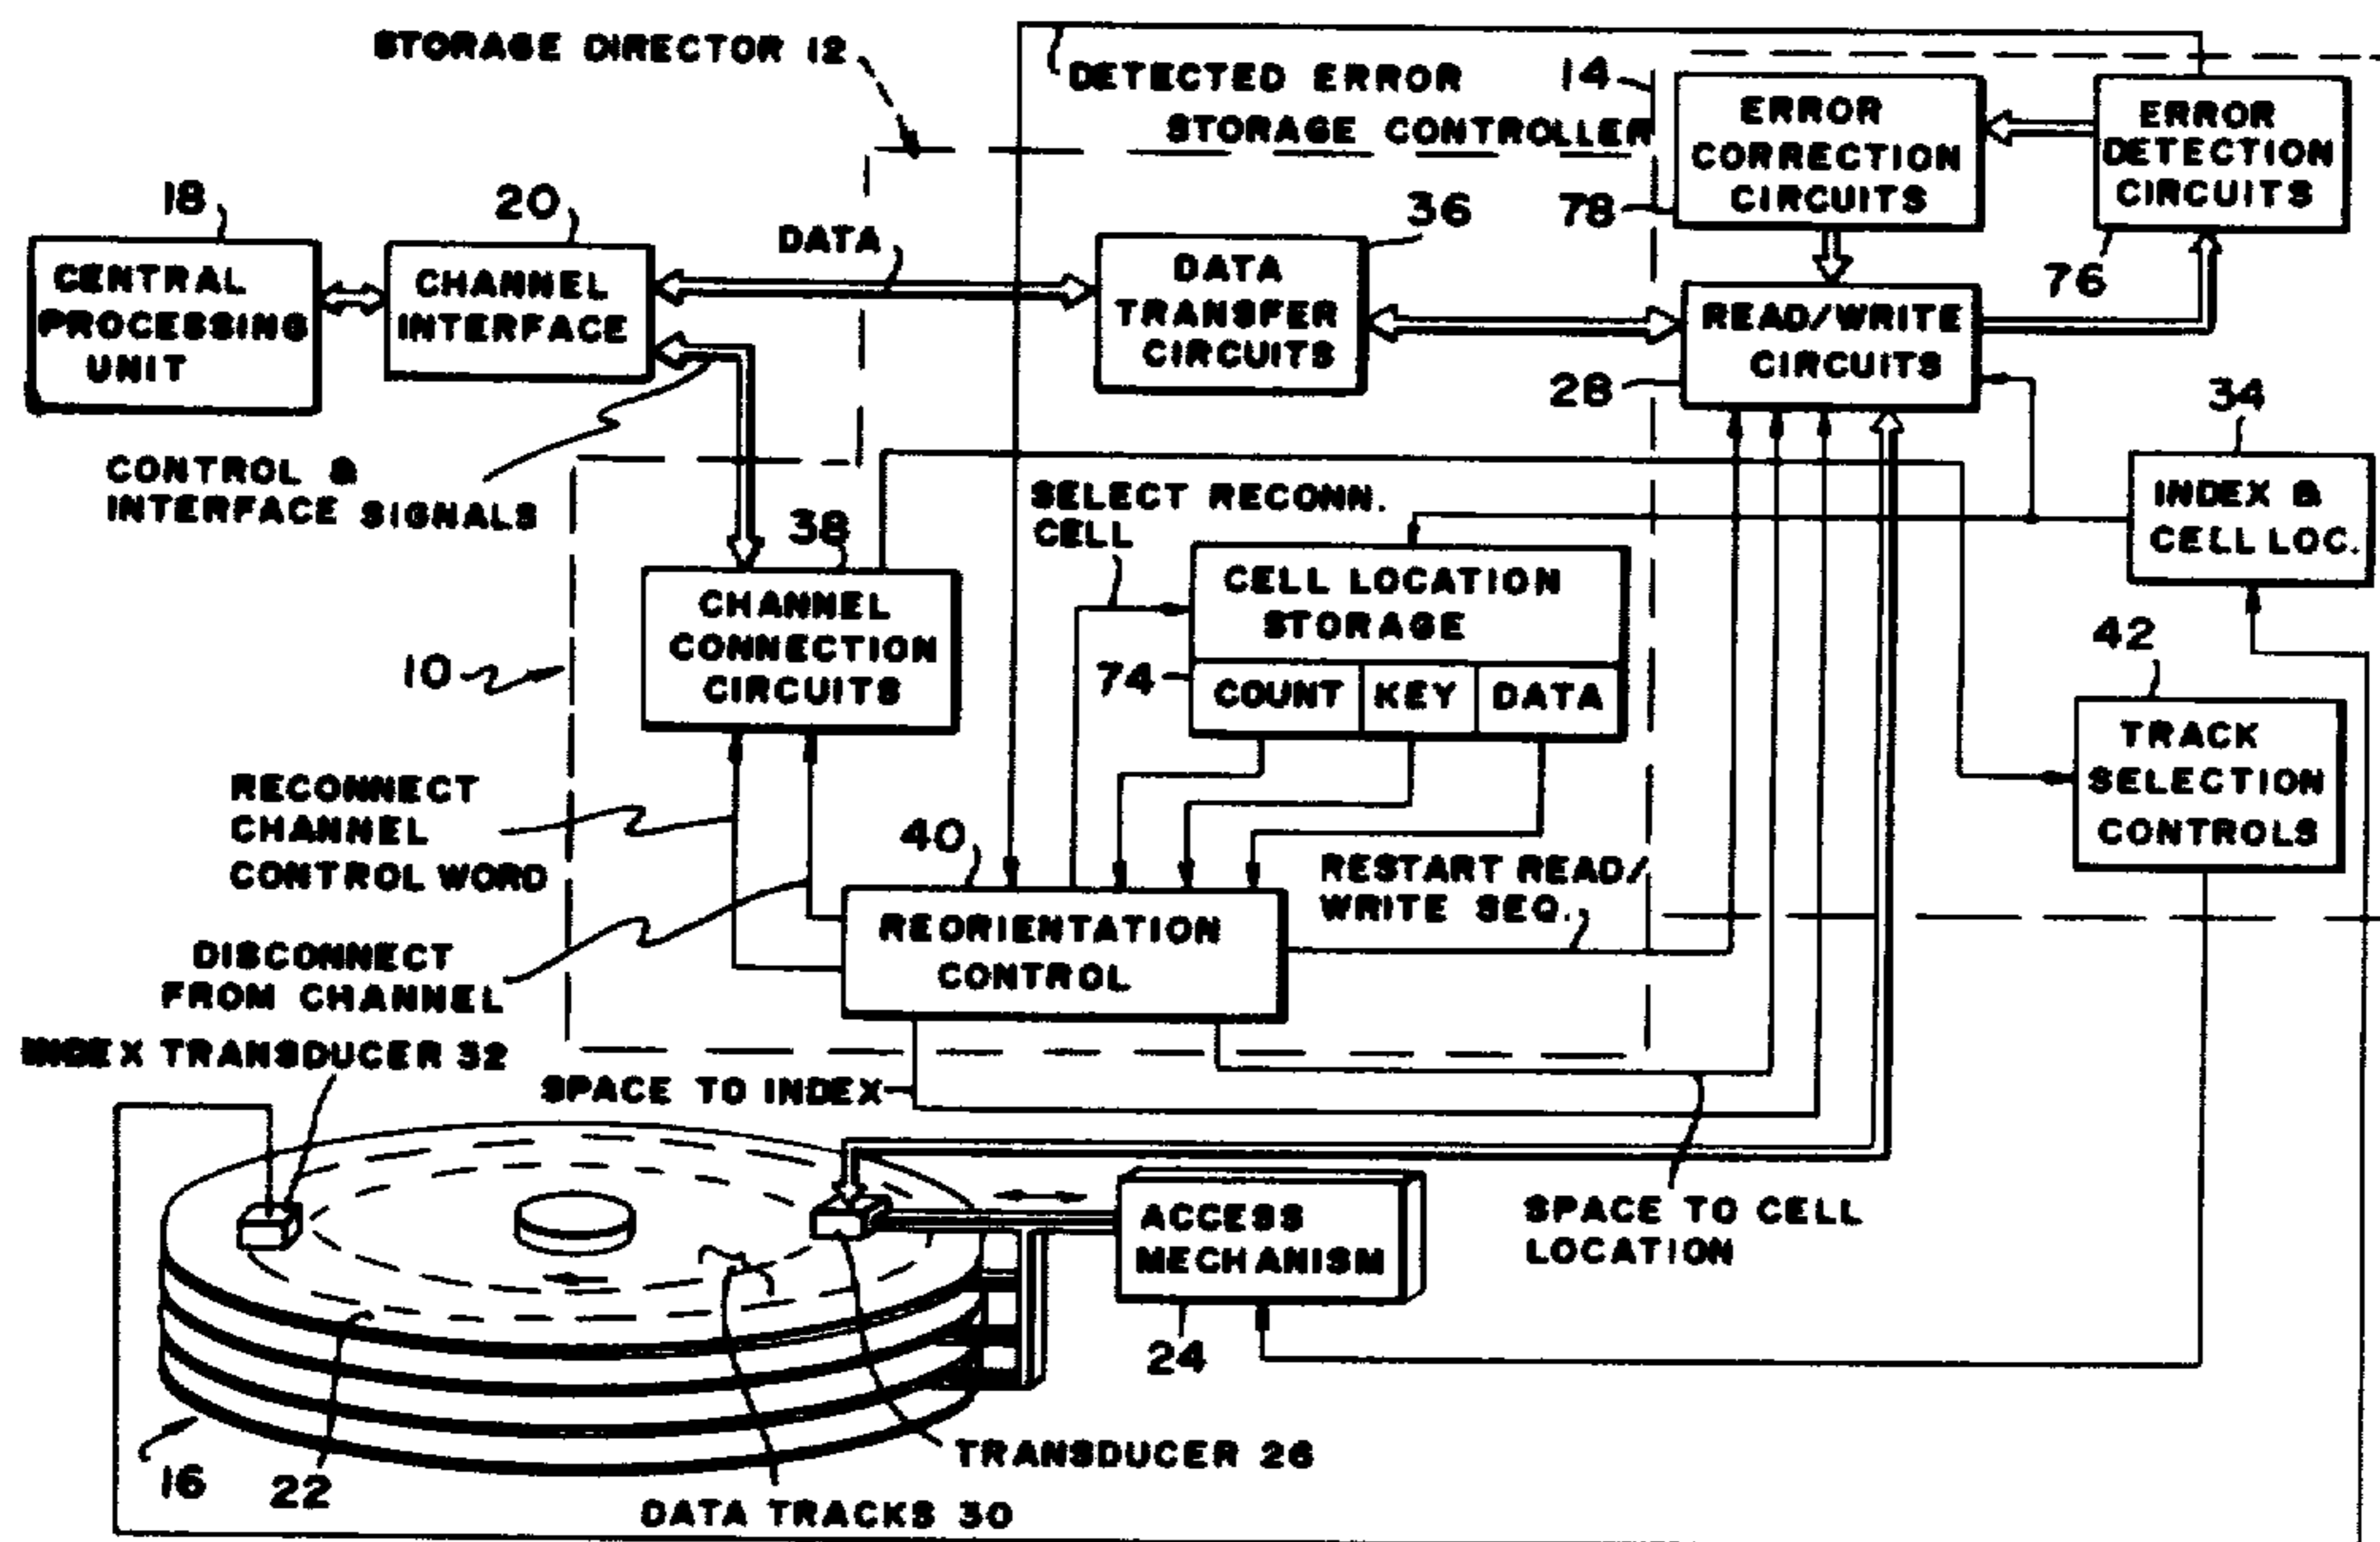 STORAGE DIRECTOR 12
DETECTED ERROR
STORAGE CONTROLLER
14
ERROR
CORRECTION
CIRCUITS
78
ERROR
DETECTION
CIRCUITS
76
18
CENTRAL
PROCESSING
UNIT
20
CHANNEL
INTERFACE
DATA
36
DATA
TRANSFER
CIRCUITS
READ/WRITE
CIRCUITS
28
34
INDEX &
CELL LOC.
CONTROL &
INTERFACE SIGNALS
38
CHANNEL
CONNECTION
CIRCUITS
10
SELECT RECONN.
CELL
CELL LOCATION
STORAGE
74
COUNT KEY DATA
42
TRACK
SELECTION
CONTROLS
RECONNECT
CHANNEL
CONTROL WORD
40
REORIENTATION
CONTROL
RESTART READ/
WRITE SEQ.
DISCONNECT
FROM CHANNEL
INDEX TRANSDUCER 32
SPACE TO INDEX
ACCESS
MECHANISM
24
SPACE TO CELL
LOCATION
16
22
TRANSDUCER 26
DATA TRACKS 30